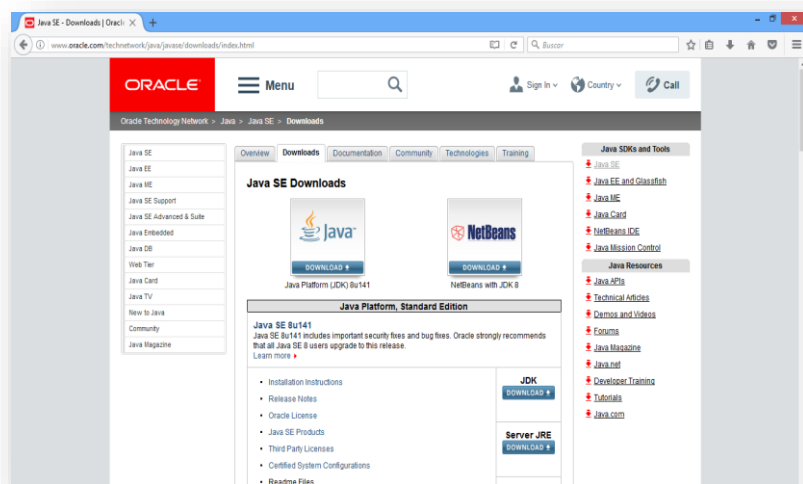 Java SE - Downloads | Oracle
www.oracle.com/technetwork/java/javase/downloads/index.html
Buscar
ORACLE
Menu
Sign In
Country
Call
Oracle Technology Network > Java > Java SE > Downloads
Java SE
Java EE
Java ME
Java SE Support
Java SE Advanced & Suite
Java Embedded
Java DB
Web Tier
Java Card
Java TV
New to Java
Community
Java Magazine
Overview
Downloads
Documentation
Community
Technologies
Training
Java SE Downloads
Java
DOWNLOAD
Java Platform (JDK) 8u141
NetBeans
DOWNLOAD
NetBeans with JDK 8
Java Platform, Standard Edition
Java SE 8u141
Java SE 8u141 includes important security fixes and bug fixes. Oracle strongly recommends
that all Java SE 8 users upgrade to this release.
Learn more
Installation Instructions
Release Notes
Oracle License
Java SE Products
Third Party Licenses
Certified System Configurations
Readme Files
JDK
DOWNLOAD
Server JRE
DOWNLOAD
Java SDKs and Tools
Java SE
Java EE and Glassfish
Java ME
Java Card
NetBeans IDE
Java Mission Control
Java Resources
Java APIs
Technical Articles
Demos and Videos
Forums
Java Magazine
Java.net
Developer Training
Tutorials
Java.com